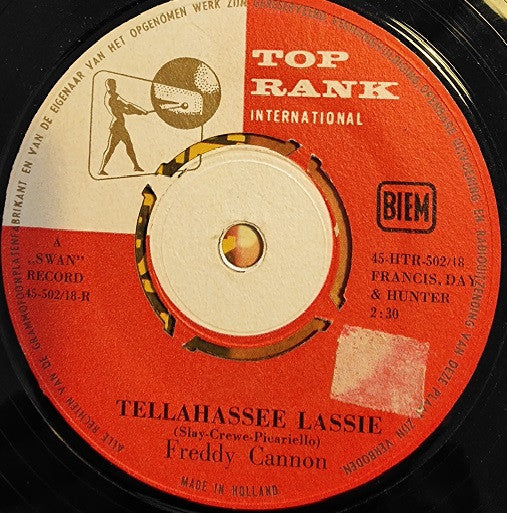 ALLE RECHTEN VAN DE GRAMMOFOONPLATENFABRIKANT EN VAN DE EIGENAAR VAN HET OPGENOMEN WERK ZIJN
RADIOUITZENDING VAN DEZE PLAAT ZIJN VERBODEN
TOP
RANK
INTERNATIONAL
BIEM
A
„SWAN”
RECORD
45-502/18-R
45-HTR-502/18
FRANCIS, DAY
& HUNTER
2:30
TELLAHASSEE LASSIE
(Slay-Crewe-Picariello)
Freddy Cannon
MADE IN HOLLAND